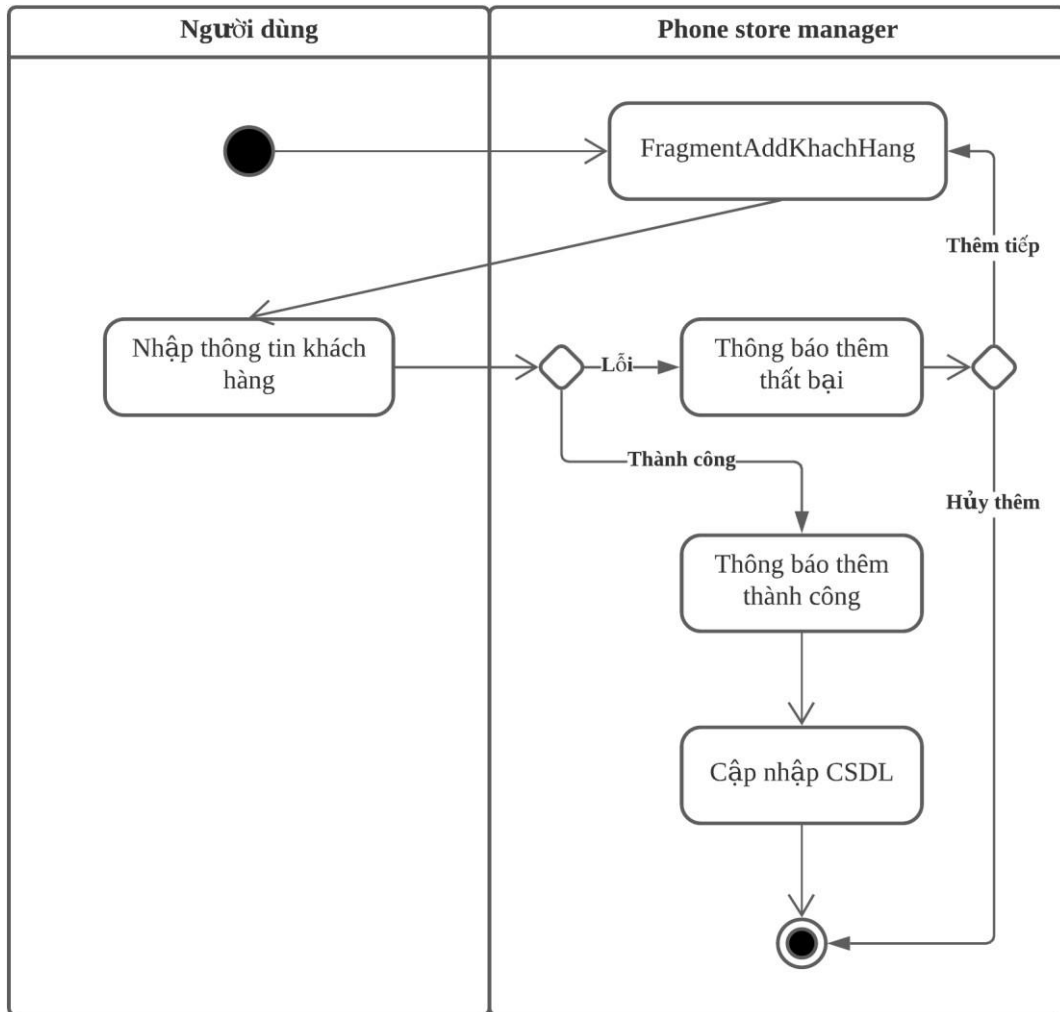 Người dùng
Phone store manager
FragmentAddKhachHang
Thêm tiếp
Nhập thông tin khách
hàng
Lỗi
Thông báo thêm
thất bại
Thành công
Hủy thêm
Thông báo thêm
thành công
Cập nhập CSDL